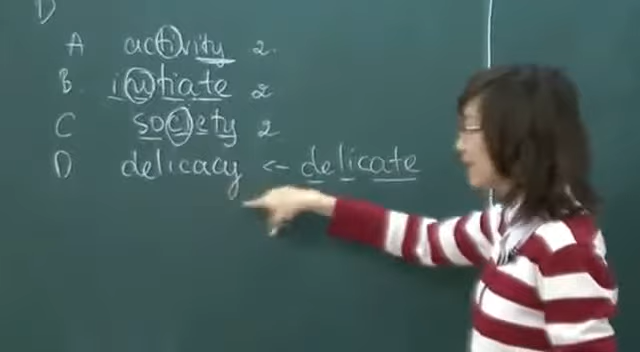 D
A activity 2.
B. initiate 2
C society 2
D delicacy ← delicate